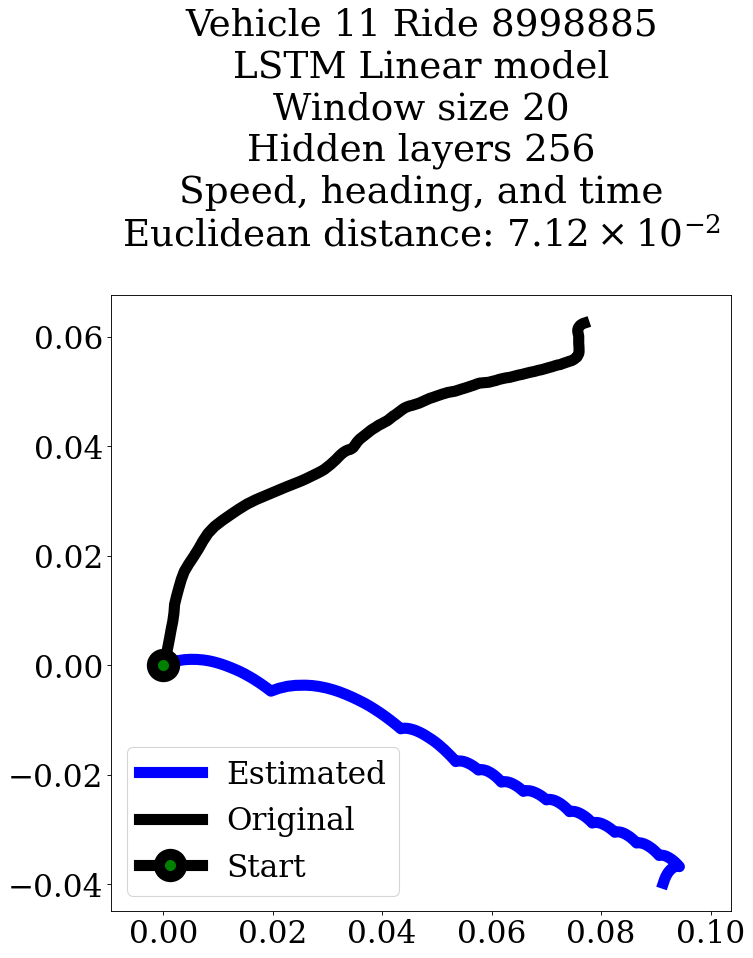 Vehicle 11 Ride 8998885
LSTM Linear model
Window size 20
Hidden layers 256
Speed, heading, and time
Euclidean distance: 7.12 × 10⁻²
0.06
0.04
0.02
0.00
−0.02
−0.04
Estimated
Original
Start
0.00 0.02 0.04 0.06 0.08 0.10